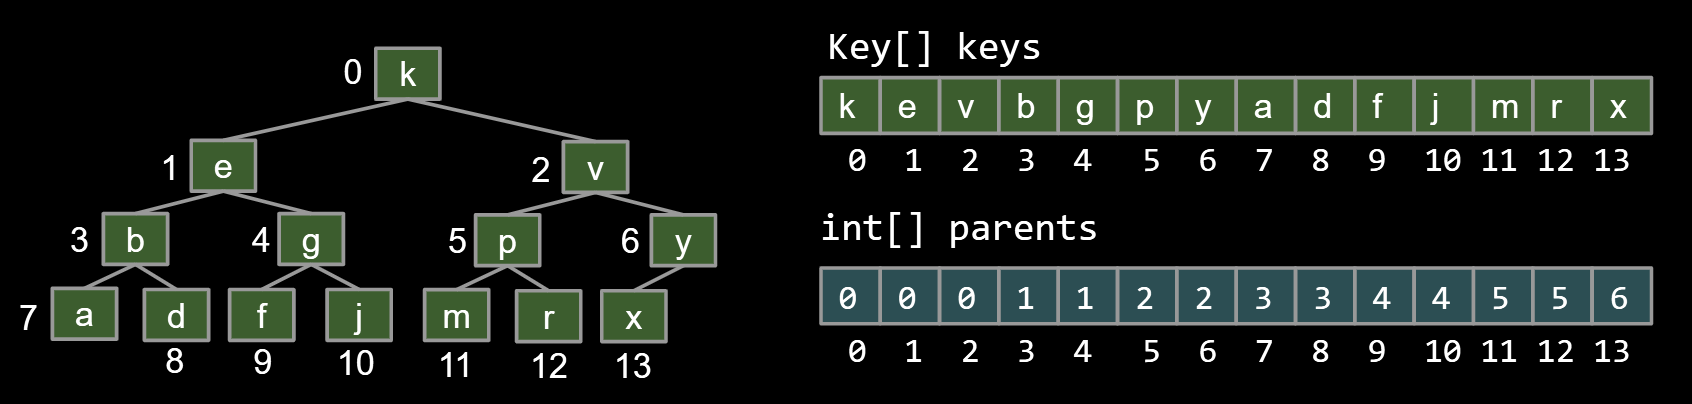 0 k
1 e 2 v
3 b 4 g 5 p 6 y
7 a d f j m r x
8 9 10 11 12 13
Key[] keys
k e v b g p y a d f j m r x
0 1 2 3 4 5 6 7 8 9 10 11 12 13
int[] parents
0 0 0 1 1 2 2 3 3 4 4 5 5 6
0 1 2 3 4 5 6 7 8 9 10 11 12 13